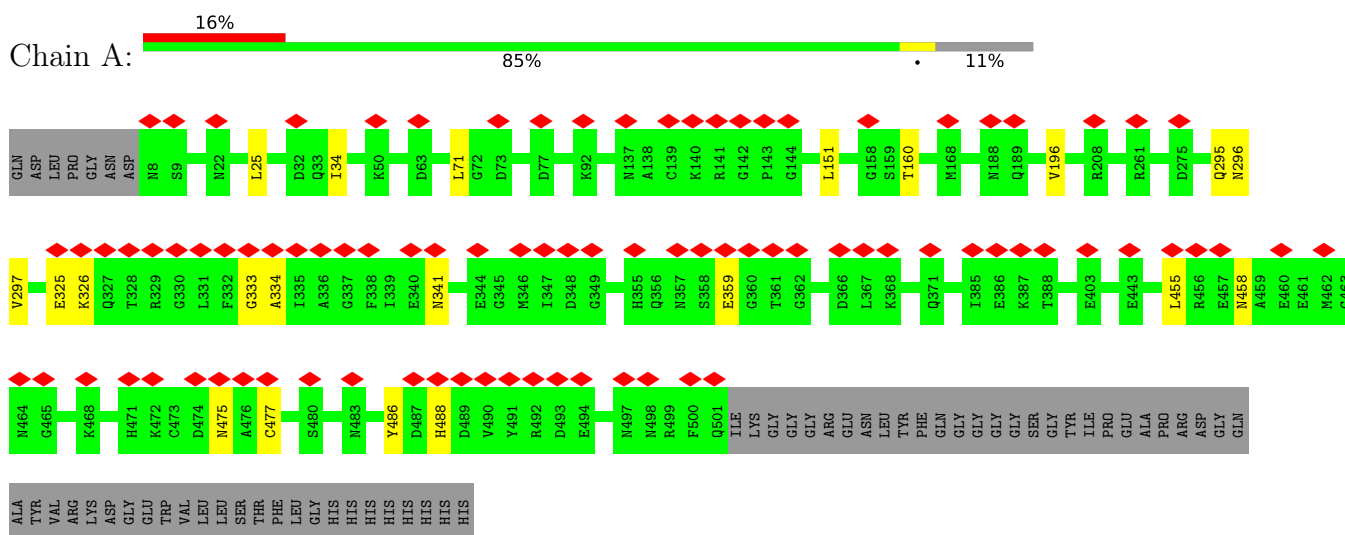 16%
Chain A:
85% • 11%
GLN ASP LEU PRO GLY ASN ASP N8 S9 N22 L25 D32 Q33 I34 K50 D63 L71 G72 D73 D77 K92 N137 A138 C139 K140 R141 G142 P143 G144 L151 G158 S159 T160 M168 N188 Q189 V196 R208 R261 D275 Q295 N296
V297 E325 K326 Q327 T328 R329 G330 L331 F332 G333 A334 I335 A336 G337 F338 I339 E340 N341 E344 G345 M346 I347 D348 G349 H355 Q356 N357 S358 E359 G360 T361 G362 D366 L367 K368 Q371 I385 E386 K387 T388 E403 E443 L455 R456 E457 N458 A459 E460 E461 M462
N464 G465 K468 H471 K472 C473 D474 N475 A476 C477 S480 N483 Y486 D487 H488 D489 V490 Y491 R492 D493 E494 N497 N498 R499 F500 Q501 ILE LYS GLY GLY GLY ARG GLU ASN LEU TYR PHE GLN GLY GLY GLY GLY SER GLY TYR ILE PRO GLU ALA PRO ARG ASP GLY GLN
ALA TYR VAL ARG LYS ASP GLY GLU TRP VAL LEU LEU SER THR PHE LEU GLY HIS HIS HIS HIS HIS HIS HIS HIS